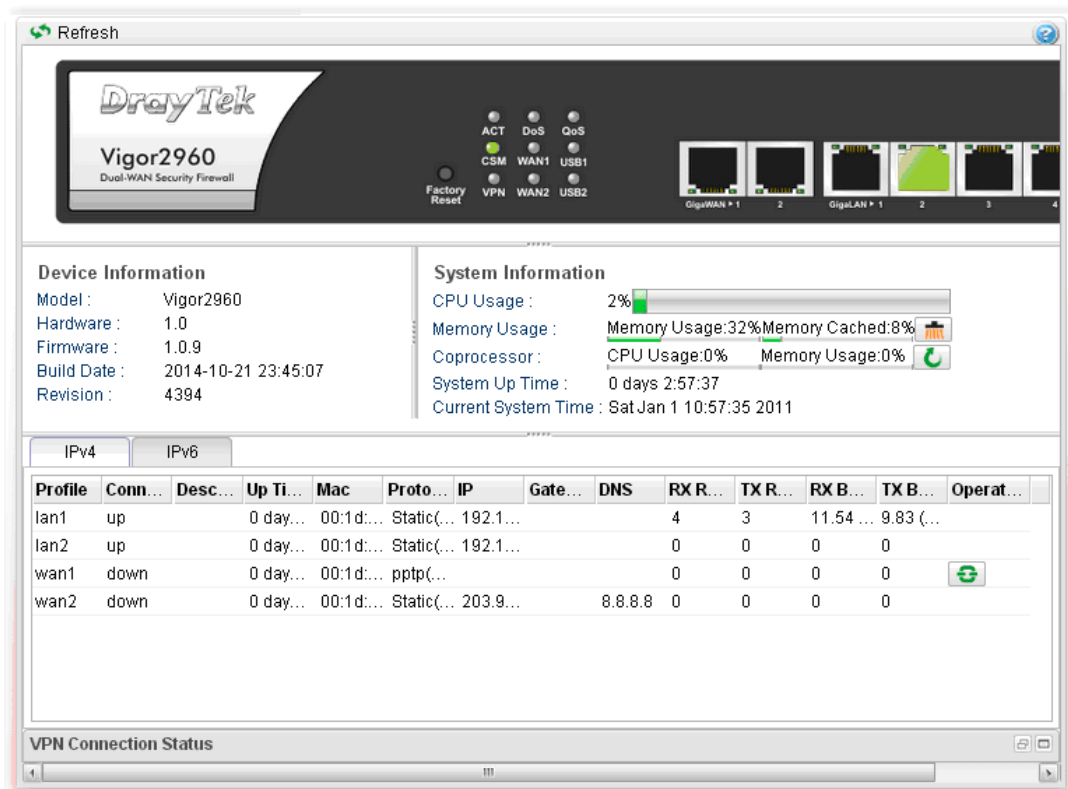 Refresh
DrayTek
Vigor2960
Dual-WAN Security Firewall
ACT DoS QoS
CSM WAN1 USB1
VPN WAN2 USB2
Factory
Reset
GigaWAN ▸ 1 2 GigaLAN ▸ 1 2 3 4
Device Information
Model : Vigor2960
Hardware : 1.0
Firmware : 1.0.9
Build Date : 2014-10-21 23:45:07
Revision : 4394
System Information
CPU Usage : 2%
Memory Usage : Memory Usage:32% Memory Cached:8%
Coprocessor : CPU Usage:0% Memory Usage:0%
System Up Time : 0 days 2:57:37
Current System Time : Sat Jan 1 10:57:35 2011
IPv4 IPv6
Profile Conn... Desc... Up Ti... Mac Proto... IP Gate... DNS RX R... TX R... RX B... TX B... Operat...
lan1 up 0 day... 00:1d:... Static(... 192.1... 4 3 11.54 ... 9.83 (...
lan2 up 0 day... 00:1d:... Static(... 192.1... 0 0 0 0
wan1 down 0 day... 00:1d:... pptp(... 0 0 0 0
wan2 down 0 day... 00:1d:... Static(... 203.9... 8.8.8.8 0 0 0 0
VPN Connection Status